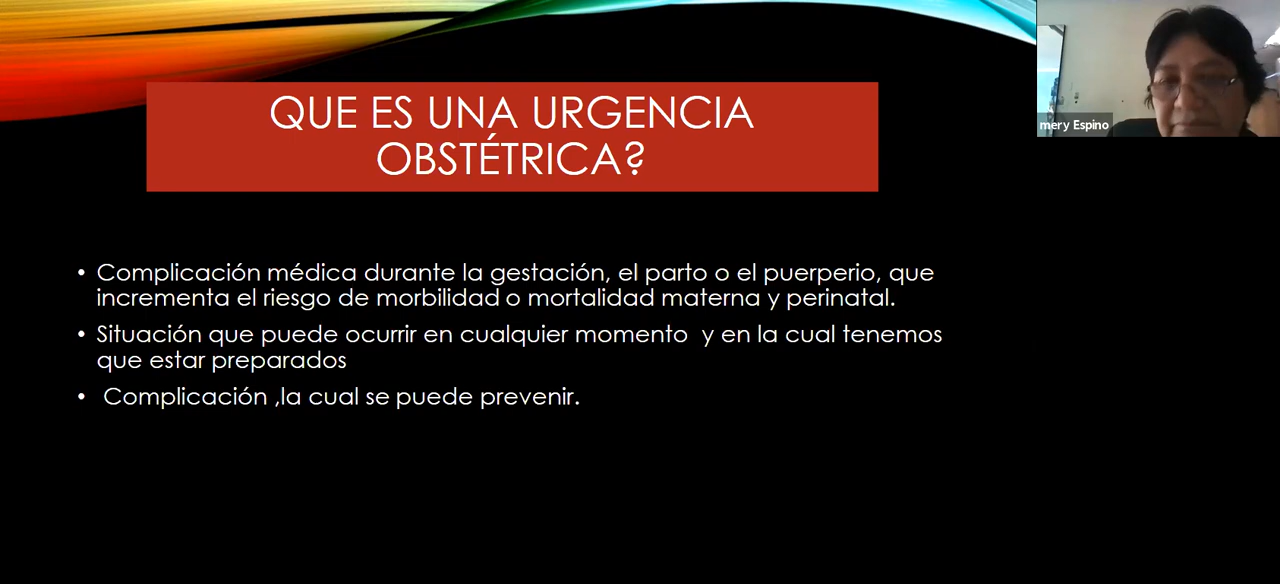 QUE ES UNA URGENCIA
OBSTÉTRICA?
mery Espino
• Complicación médica durante la gestación, el parto o el puerperio, que
incrementa el riesgo de morbilidad o mortalidad materna y perinatal.
• Situación que puede ocurrir en cualquier momento  y en la cual tenemos
que estar preparados
• Complicación ,la cual se puede prevenir.